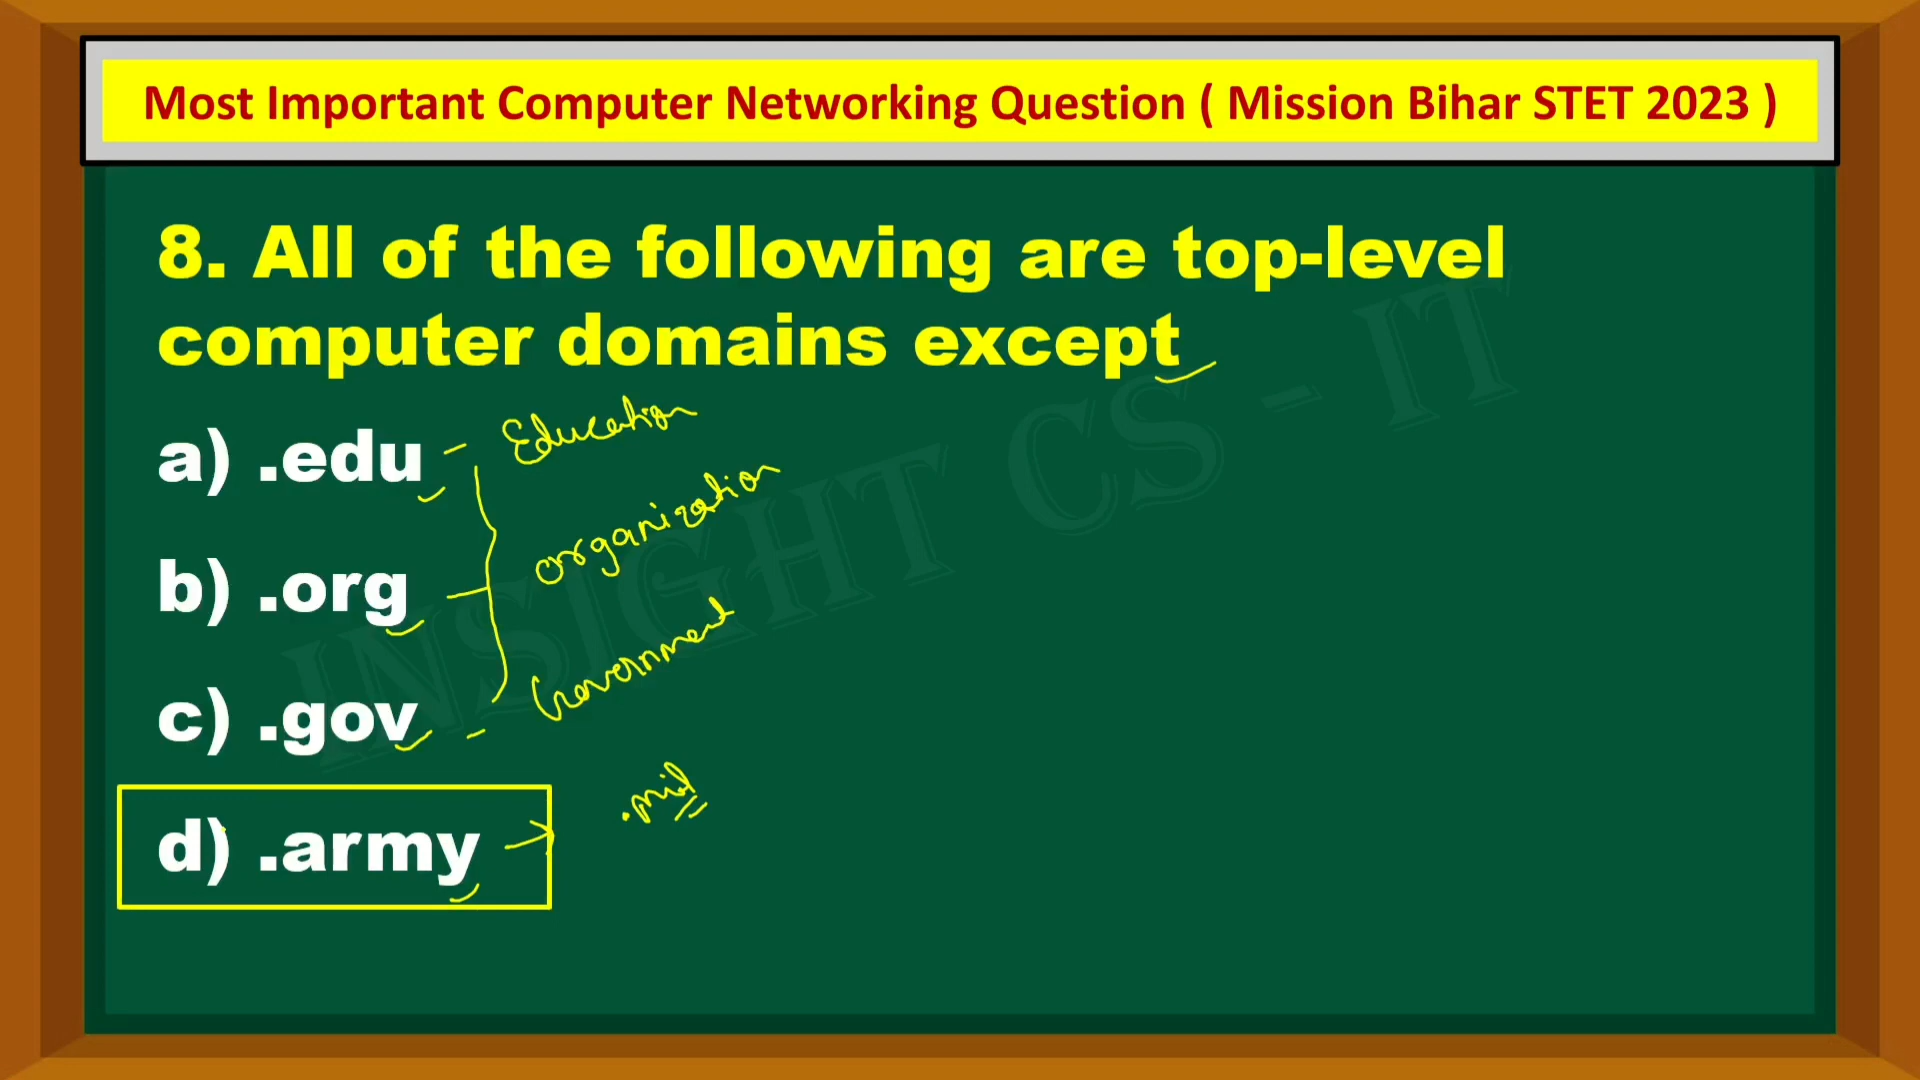 Most Important Computer Networking Question ( Mission Bihar STET 2023 )
8. All of the following are top-level
computer domains except
a) .edu - Education
b) .org - organization
c) .gov - Government
d) .army → .mil
INSIGHT CS - IT